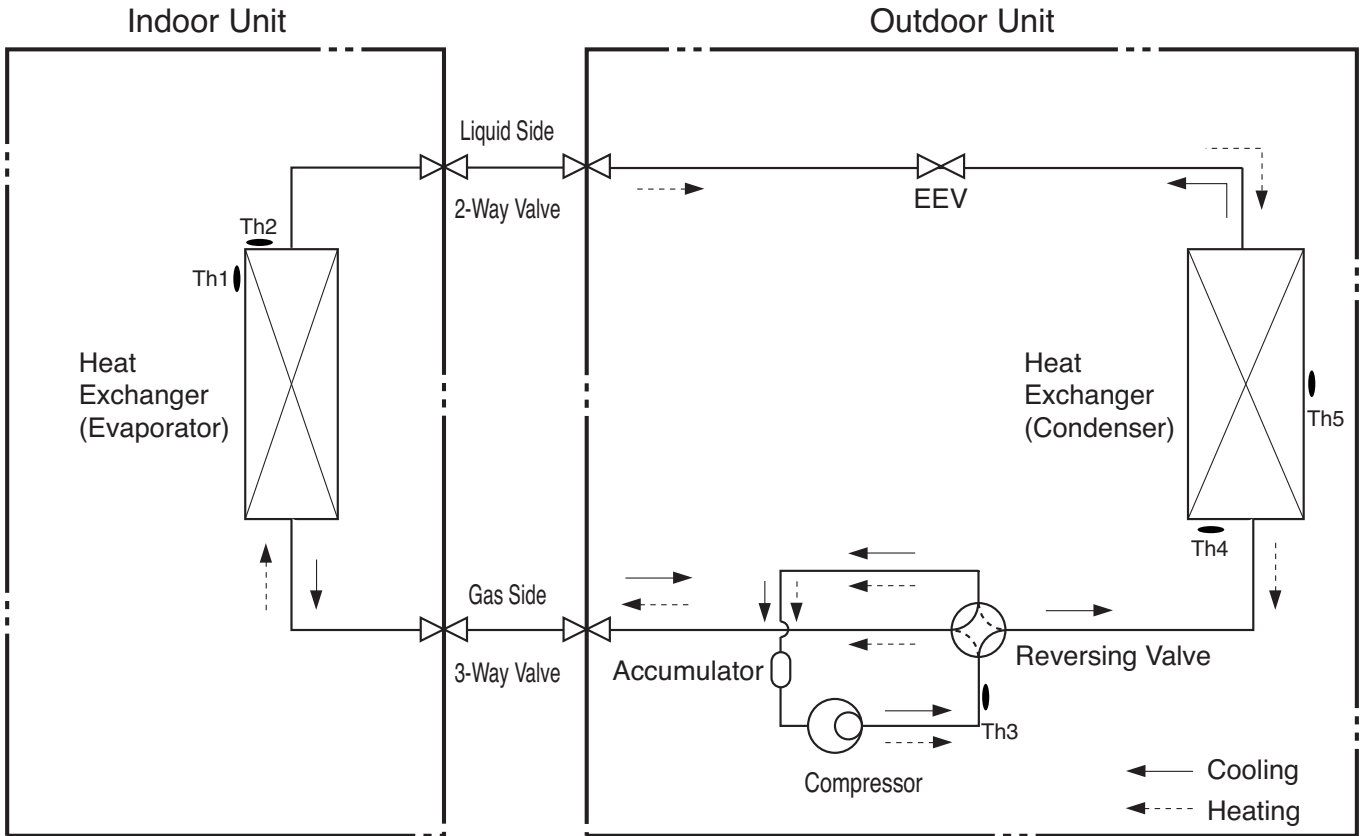 Indoor Unit
Outdoor Unit
Liquid Side
2-Way Valve
EEV
Th2
Th1
Heat
Exchanger
(Evaporator)
Heat
Exchanger
(Condenser)
Th5
Th4
Gas Side
3-Way Valve
Accumulator
Reversing Valve
Th3
Compressor
Cooling
Heating